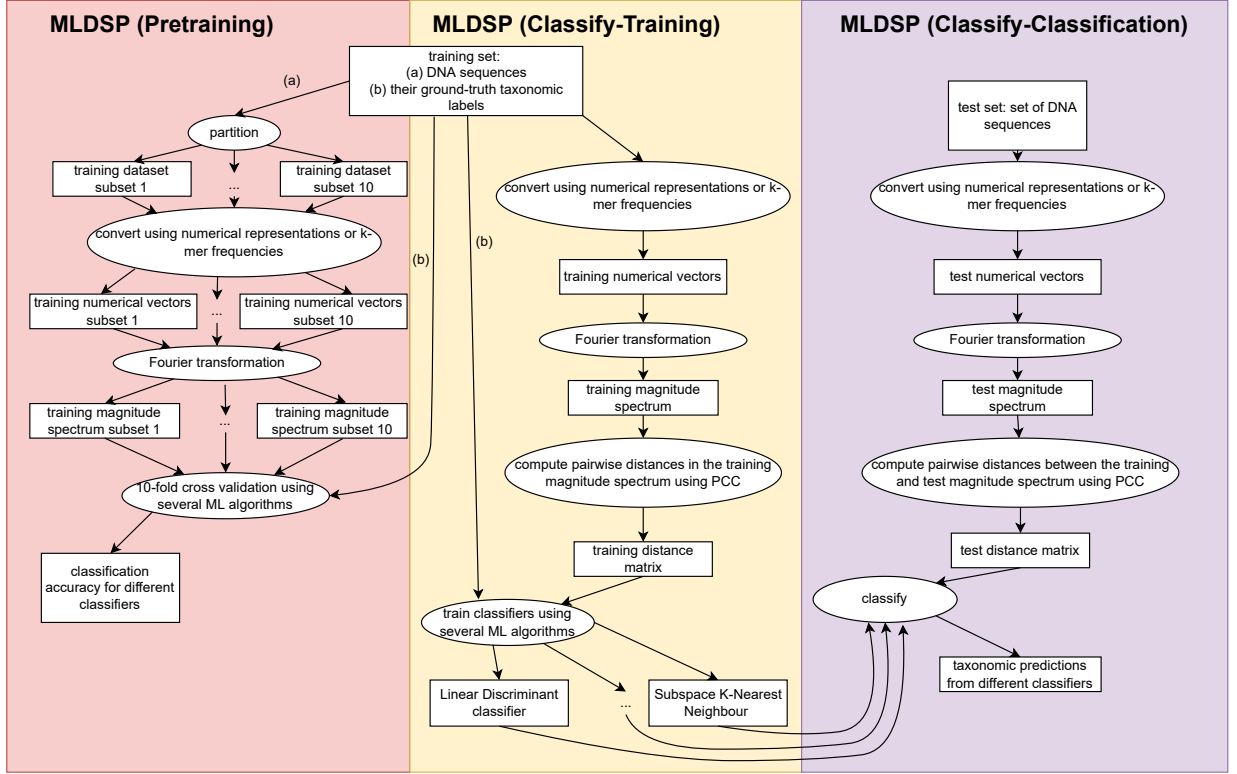 MLDSP (Pretraining)
MLDSP (Classify-Training)
MLDSP (Classify-Classification)
training set:
(a) DNA sequences
(b) their ground-truth taxonomic
labels
(a)
partition
training dataset
subset 1
...
training dataset
subset 10
convert using numerical representations or k-
mer frequencies
(b)
training numerical vectors
subset 1
...
training numerical vectors
subset 10
Fourier transformation
training magnitude
spectrum subset 1
...
training magnitude
spectrum subset 10
10-fold cross validation using
several ML algorithms
classification
accuracy for different
classifiers
convert using numerical representations or k-
mer frequencies
(b)
training numerical vectors
Fourier transformation
training magnitude
spectrum
compute pairwise distances in the training
magnitude spectrum using PCC
training distance
matrix
train classifiers using
several ML algorithms
Linear Discriminant
classifier
...
Subspace K-Nearest
Neighbour
test set: set of DNA
sequences
convert using numerical representations or k-
mer frequencies
test numerical vectors
Fourier transformation
test magnitude
spectrum
compute pairwise distances between the training
and test magnitude spectrum using PCC
test distance matrix
classify
taxonomic predictions
from different classifiers